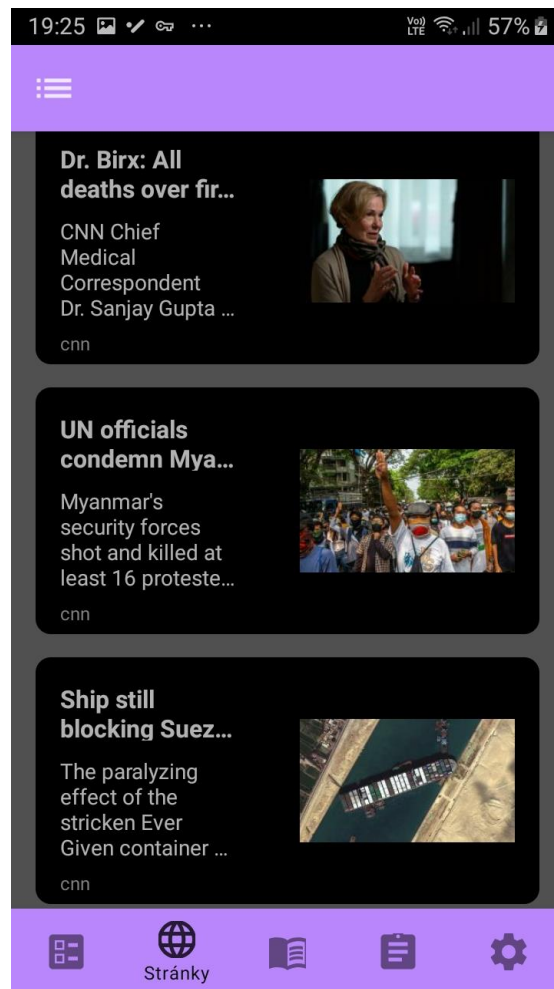 19:25 ... Vo)) LTE 57%
Dr. Birx: All
deaths over fir...
CNN Chief
Medical
Correspondent
Dr. Sanjay Gupta ...
cnn
UN officials
condemn Mya...
Myanmar's
security forces
shot and killed at
least 16 proteste...
cnn
Ship still
blocking Suez...
The paralyzing
effect of the
stricken Ever
Given container ...
cnn
Stránky